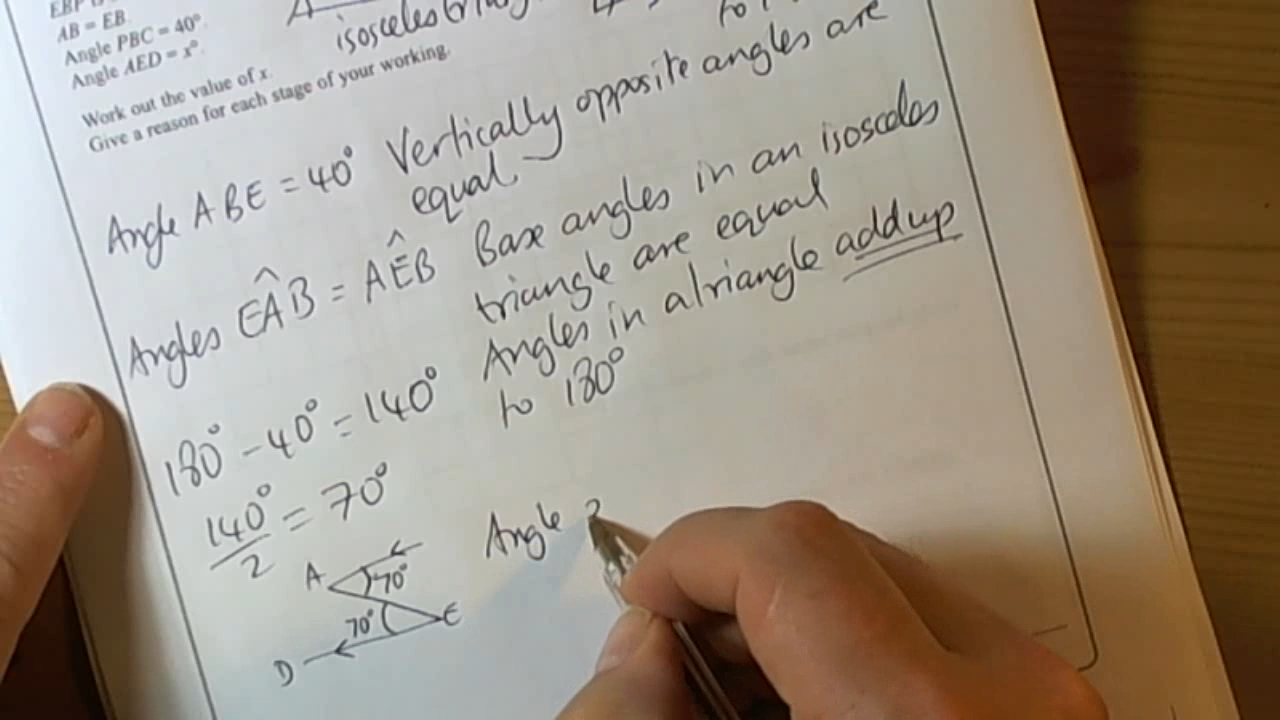 AB = EB
Angle PBC = 40°.
Angle AED = x°.
isosceles
to
Work out the value of x.
Give a reason for each stage of your working.
Angle ABE = 40° Vertically opposite angles are
equal.
Angles EÂB = AÊB Base angles in an isosceles
triangle are equal
180° - 40° = 140° Angles in a triangle add up
to 180°
140°
2
= 70°
Angle
A
70°
70°
E
D